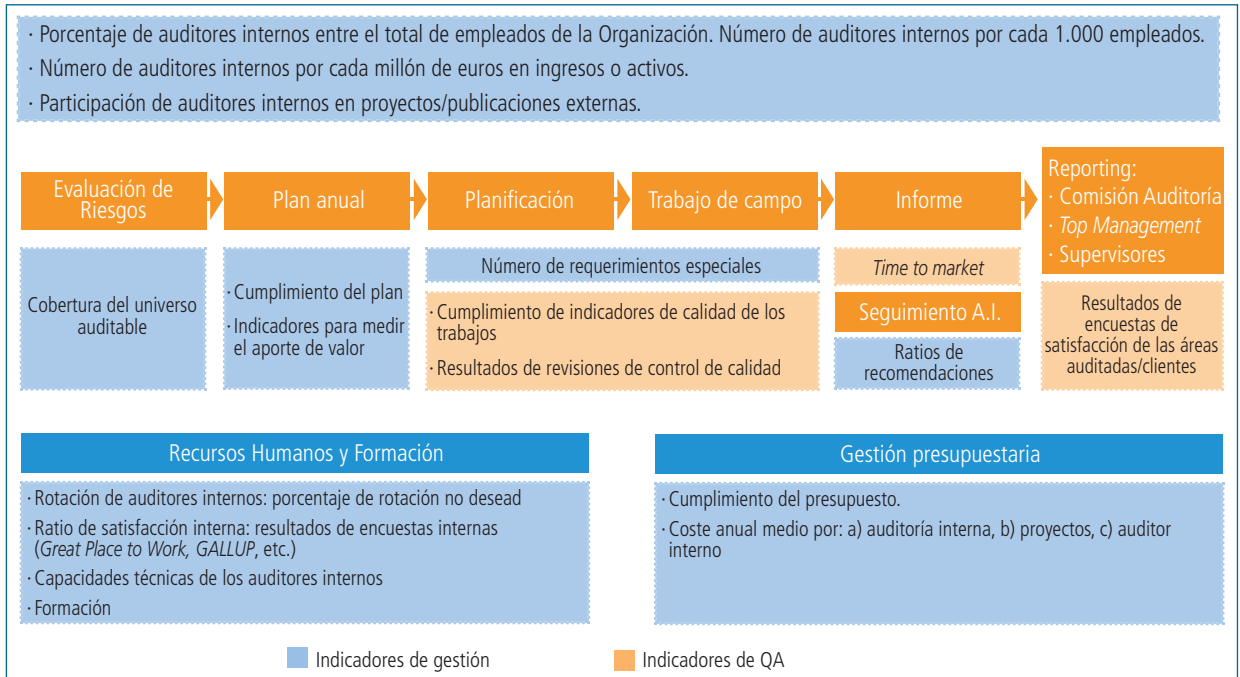 · Porcentaje de auditores internos entre el total de empleados de la Organización. Número de auditores internos por cada 1.000 empleados.
· Número de auditores internos por cada millón de euros en ingresos o activos.
· Participación de auditores internos en proyectos/publicaciones externas.
Evaluación de
Riesgos
Plan anual
Planificación
Trabajo de campo
Informe
Reporting:
· Comisión Auditoría
· Top Management
· Supervisores
Cobertura del universo
auditable
· Cumplimiento del plan
· Indicadores para medir
el aporte de valor
Número de requerimientos especiales
· Cumplimiento de indicadores de calidad de los
trabajos
· Resultados de revisiones de control de calidad
Time to market
Seguimiento A.I.
Ratios de
recomendaciones
Resultados de
encuestas de
satisfacción de las áreas
auditadas/clientes
Recursos Humanos y Formación
· Rotación de auditores internos: porcentaje de rotación no desead
· Ratio de satisfacción interna: resultados de encuestas internas
(Great Place to Work, GALLUP, etc.)
· Capacidades técnicas de los auditores internos
· Formación
Gestión presupuestaria
· Cumplimiento del presupuesto.
· Coste anual medio por: a) auditoría interna, b) proyectos, c) auditor
interno
Indicadores de gestión
Indicadores de QA